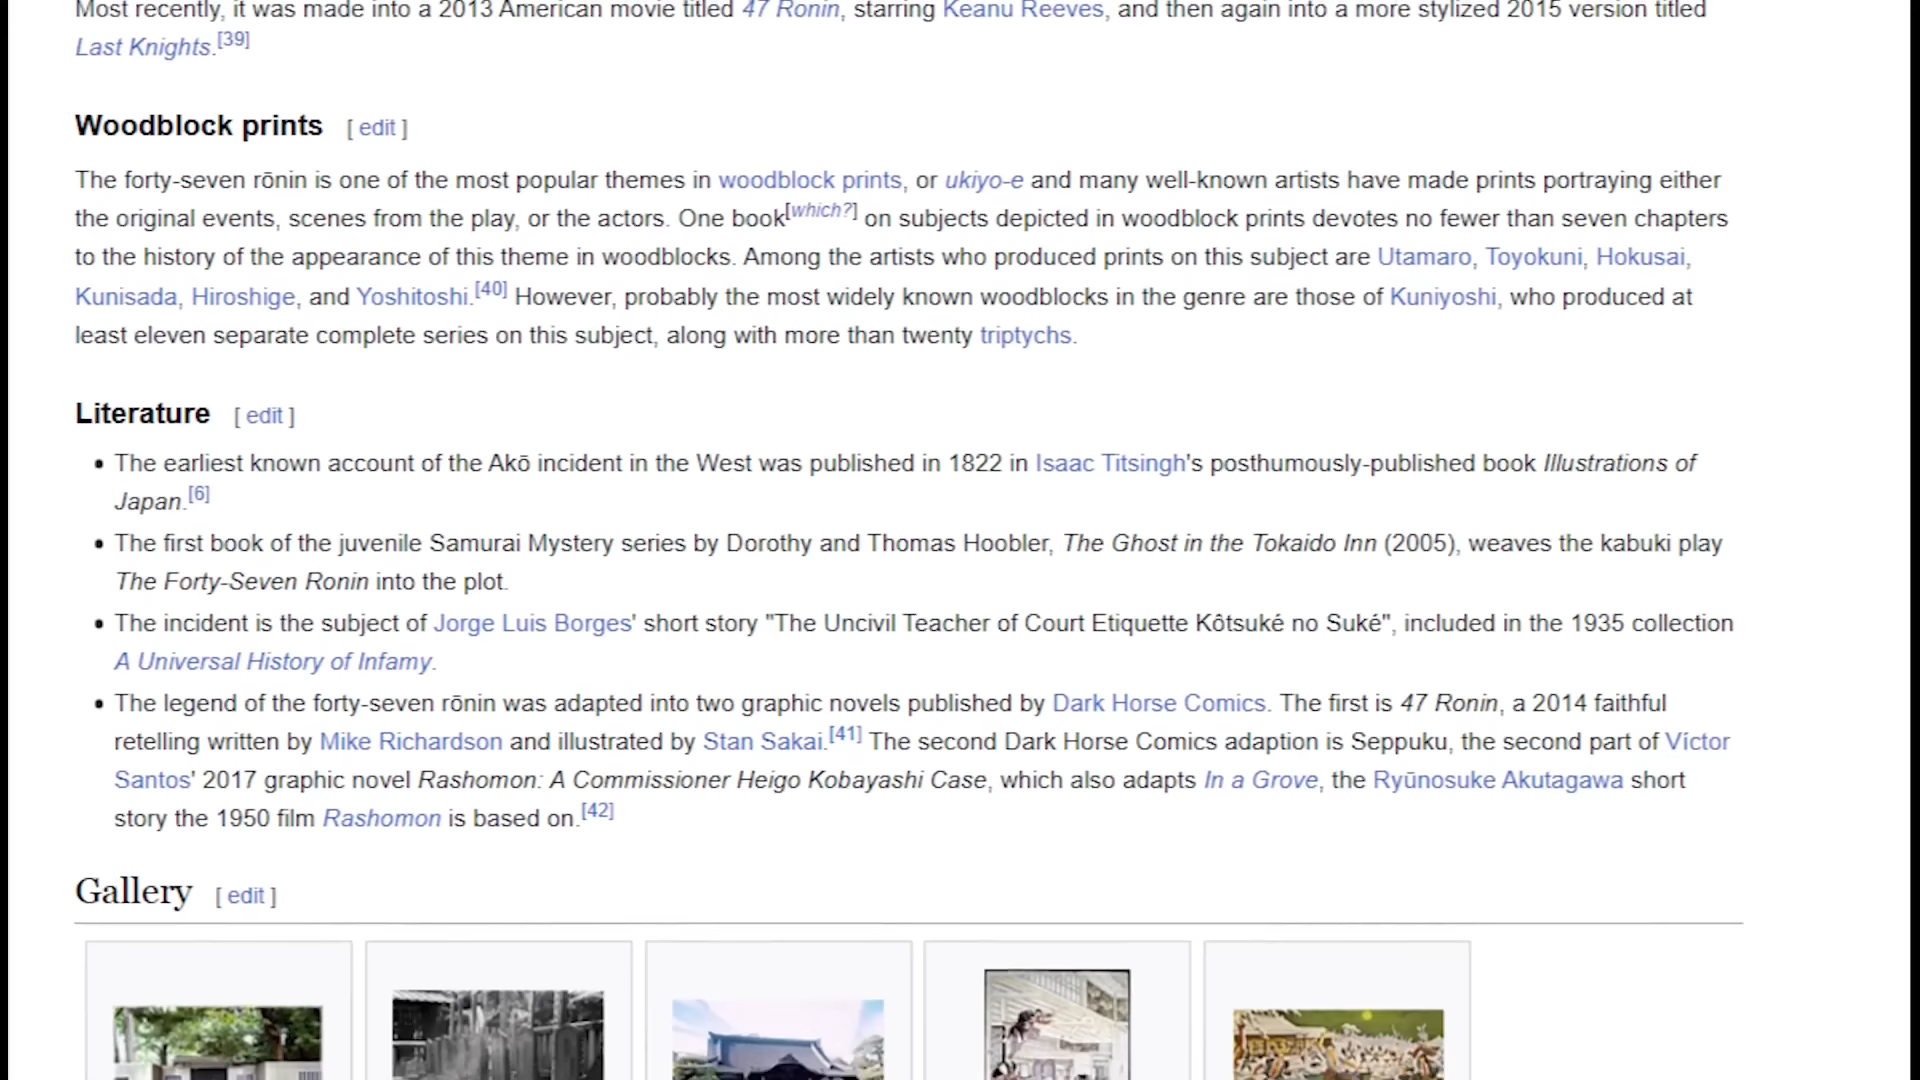 Most recently, it was made into a 2013 American movie titled 47 Ronin, starring Keanu Reeves, and then again into a more stylized 2015 version titled
Last Knights.[39]
Woodblock prints [ edit ]
The forty-seven rōnin is one of the most popular themes in woodblock prints, or ukiyo-e and many well-known artists have made prints portraying either
the original events, scenes from the play, or the actors. One book[which?] on subjects depicted in woodblock prints devotes no fewer than seven chapters
to the history of the appearance of this theme in woodblocks. Among the artists who produced prints on this subject are Utamaro, Toyokuni, Hokusai,
Kunisada, Hiroshige, and Yoshitoshi.[40] However, probably the most widely known woodblocks in the genre are those of Kuniyoshi, who produced at
least eleven separate complete series on this subject, along with more than twenty triptychs.
Literature [ edit ]
• The earliest known account of the Akō incident in the West was published in 1822 in Isaac Titsingh's posthumously-published book Illustrations of
Japan.[6]
• The first book of the juvenile Samurai Mystery series by Dorothy and Thomas Hoobler, The Ghost in the Tokaido Inn (2005), weaves the kabuki play
The Forty-Seven Ronin into the plot.
• The incident is the subject of Jorge Luis Borges' short story "The Uncivil Teacher of Court Etiquette Kôtsuké no Suké", included in the 1935 collection
A Universal History of Infamy.
• The legend of the forty-seven rōnin was adapted into two graphic novels published by Dark Horse Comics. The first is 47 Ronin, a 2014 faithful
retelling written by Mike Richardson and illustrated by Stan Sakai.[41] The second Dark Horse Comics adaption is Seppuku, the second part of Víctor
Santos' 2017 graphic novel Rashomon: A Commissioner Heigo Kobayashi Case, which also adapts In a Grove, the Ryūnosuke Akutagawa short
story the 1950 film Rashomon is based on.[42]
Gallery [ edit ]